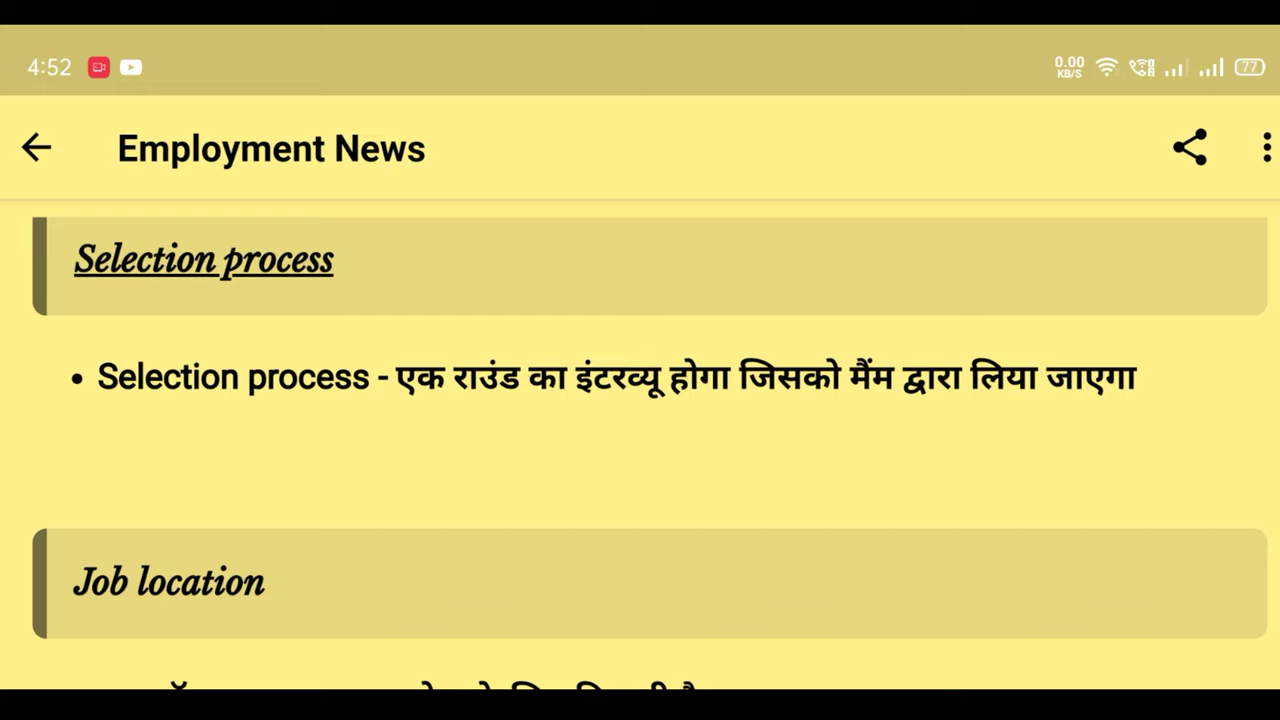 4:52
0.00
KB/S
77
Employment News
Selection process
• Selection process - एक राउंड का इंटरव्यू होगा जिसको मैंम द्वारा लिया जाएगा
Job location